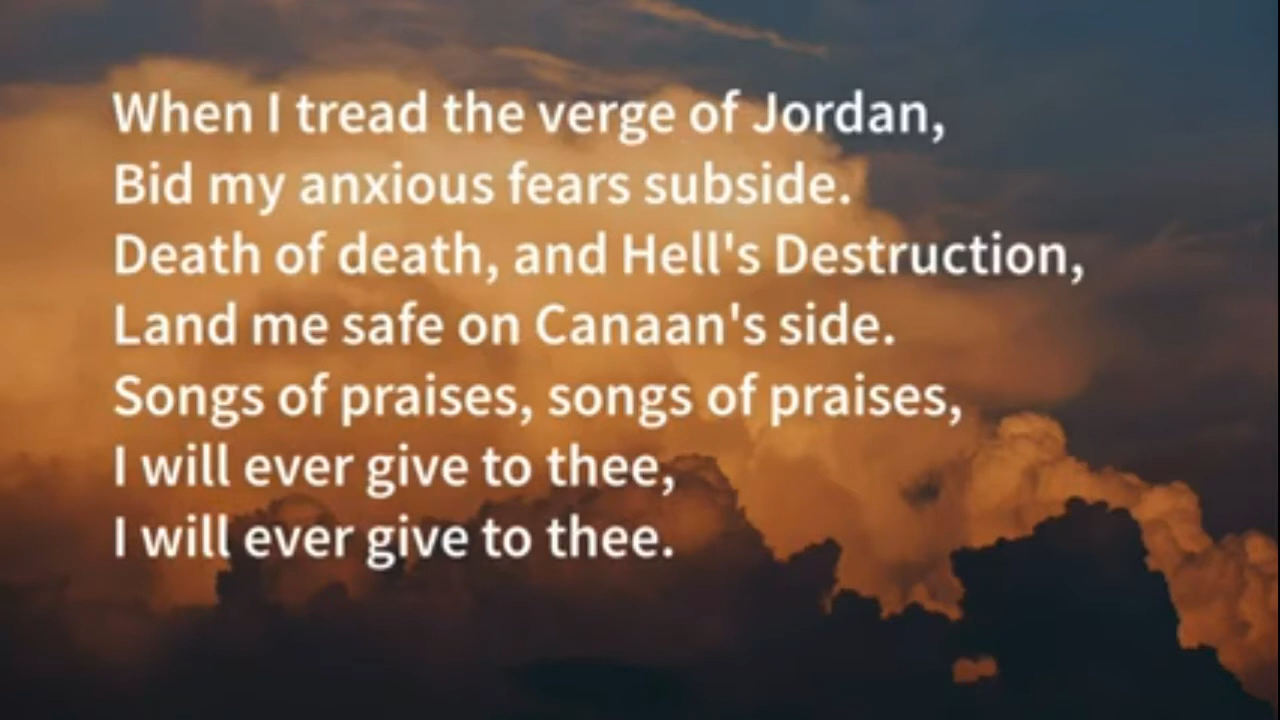 When I tread the verge of Jordan,
Bid my anxious fears subside.
Death of death, and Hell's Destruction,
Land me safe on Canaan's side.
Songs of praises, songs of praises,
I will ever give to thee,
I will ever give to thee.